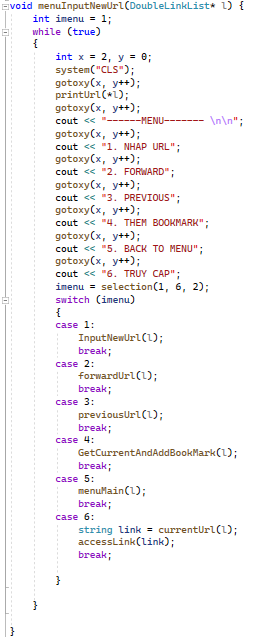 void menuInputNewUrl(DoubleLinkList* l) {
    int imenu = 1;
    while (true)
    {
        int x = 2, y = 0;
        system("CLS");
        gotoxy(x, y++);
        printUrl(*l);
        gotoxy(x, y++);
        cout << "------MENU------- \n\n";
        gotoxy(x, y++);
        cout << "1. NHAP URL";
        gotoxy(x, y++);
        cout << "2. FORWARD";
        gotoxy(x, y++);
        cout << "3. PREVIOUS";
        gotoxy(x, y++);
        cout << "4. THEM BOOKMARK";
        gotoxy(x, y++);
        cout << "5. BACK TO MENU";
        gotoxy(x, y++);
        cout << "6. TRUY CAP";
        imenu = selection(1, 6, 2);
        switch (imenu)
        {
        case 1:
            InputNewUrl(l);
            break;
        case 2:
            forwardUrl(l);
            break;
        case 3:
            previousUrl(l);
            break;
        case 4:
            GetCurrentAndAddBookMark(l);
            break;
        case 5:
            menuMain(l);
            break;
        case 6:
            string link = currentUrl(l);
            accessLink(link);
            break;

        }

    }

}